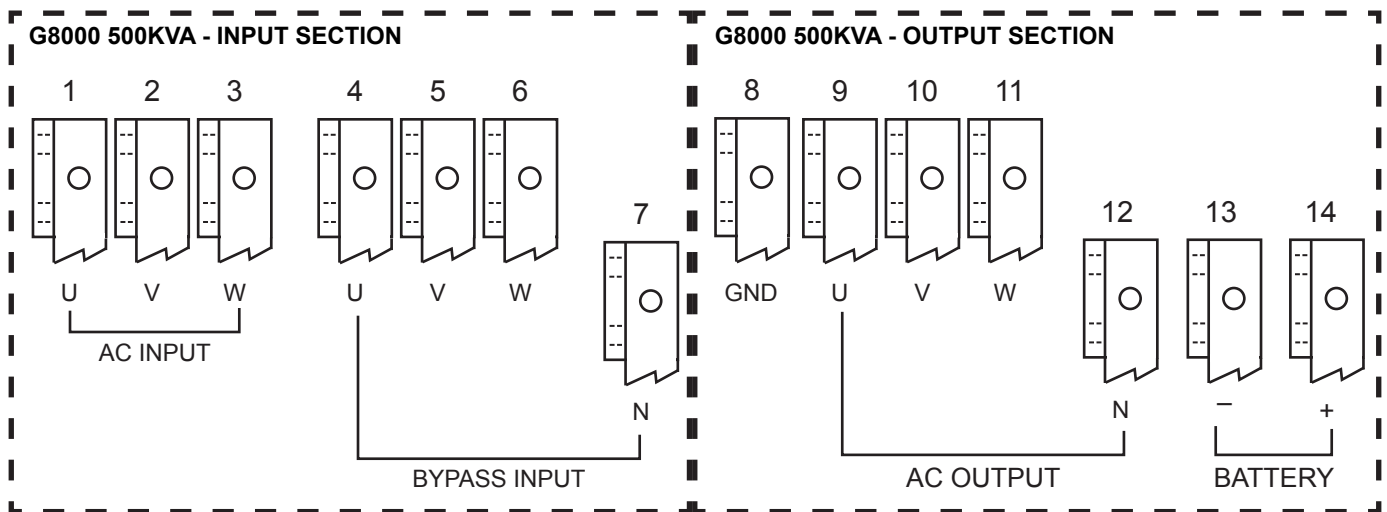 G8000 500KVA - INPUT SECTION
1 2 3 4 5 6
7
U V W U V W
AC INPUT
N
BYPASS INPUT
G8000 500KVA - OUTPUT SECTION
8 9 10 11
12 13 14
GND U V W
N – +
AC OUTPUT BATTERY